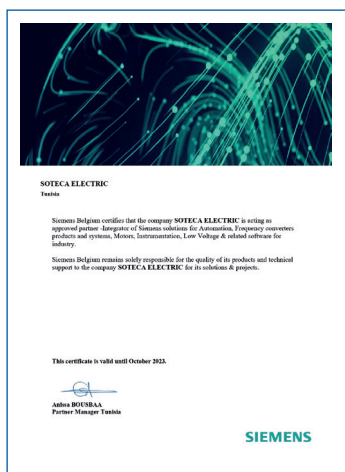 SOTECA ELECTRIC
Tunisia
Siemens Belgium certifies that the company SOTECA ELECTRIC is acting as
approved partner -Integrator of Siemens solutions for Automation, Frequency converters
products and systems, Motors, Instrumentation, Low Voltage & related software for
industry.
Siemens Belgium remains solely responsible for the quality of its products and technical
support to the company SOTECA ELECTRIC for its solutions & projects.
This certificate is valid until October 2023.
BOUSBAA
Partner Manager Tunisia
SIEMENS